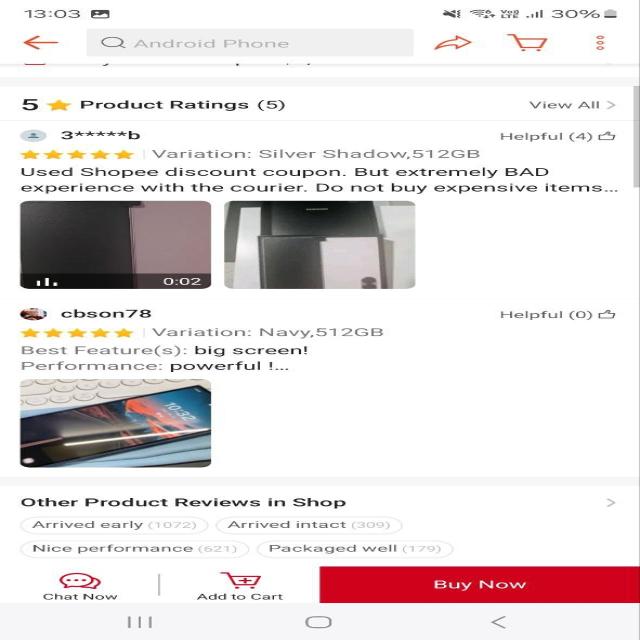 13:03
30%
Android Phone
5 Product Ratings (5)
View All >
3*****b
Helpful (4)
Variation: Silver Shadow,512GB
Used Shopee discount coupon. But extremely BAD
experience with the courier. Do not buy expensive items...
0:02
cbson78
Helpful (0)
Variation: Navy,512GB
Best Feature(s): big screen!
Performance: powerful !...
10:32
Other Product Reviews in Shop >
Arrived early (1072)
Arrived intact (309)
Nice performance (621)
Packaged well (179)
Chat Now
Add to Cart
Buy Now